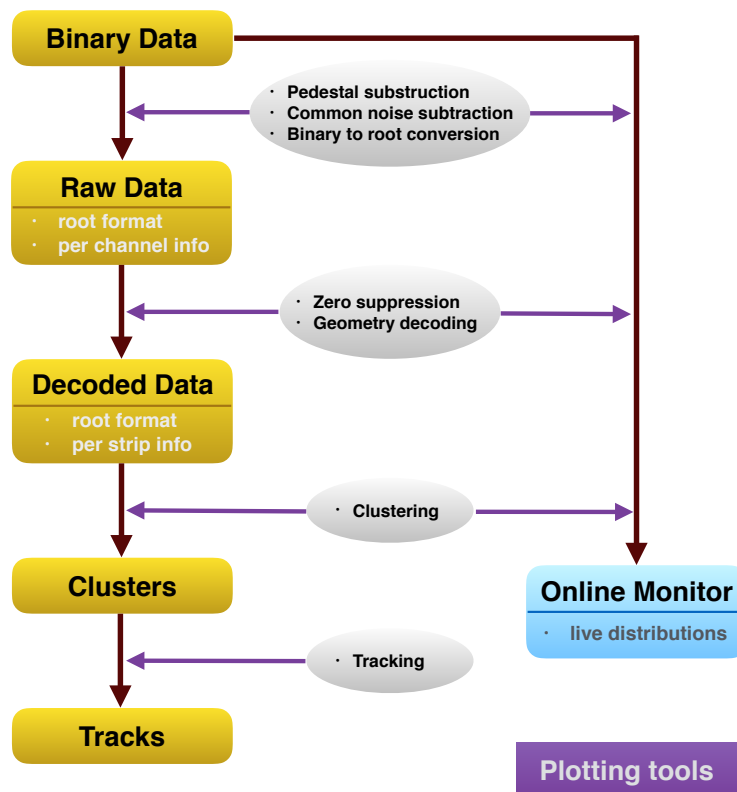 Binary Data
· Pedestal substruction
· Common noise subtraction
· Binary to root conversion
Raw Data
· root format
· per channel info
· Zero suppression
· Geometry decoding
Decoded Data
· root format
· per strip info
· Clustering
Clusters
Online Monitor
· live distributions
· Tracking
Tracks
Plotting tools